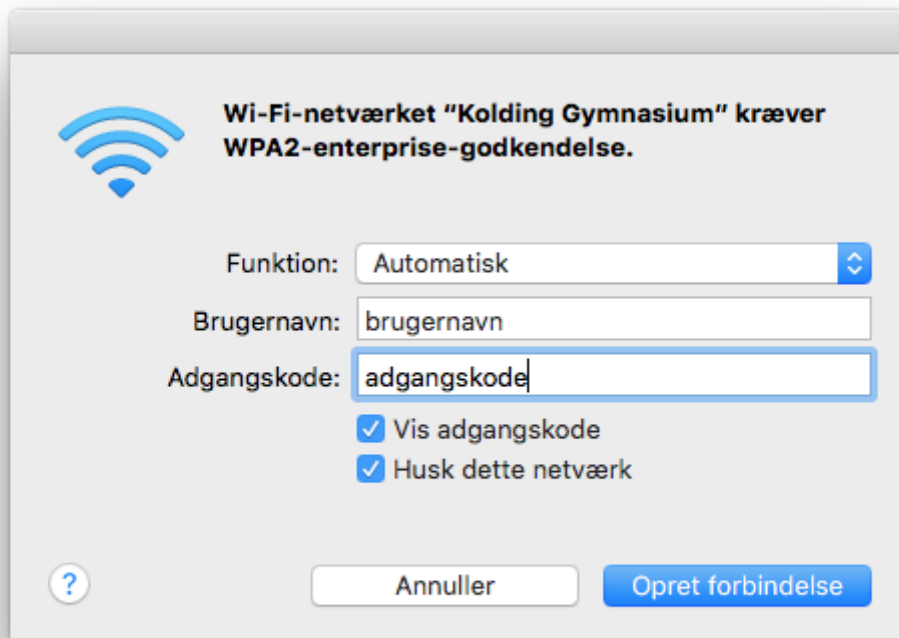 Wi-Fi-netværket “Kolding Gymnasium” kræver
WPA2-enterprise-godkendelse.
Funktion: Automatisk
Brugernavn: brugernavn
Adgangskode: adgangskode
Vis adgangskode
Husk dette netværk
? Annuller Opret forbindelse